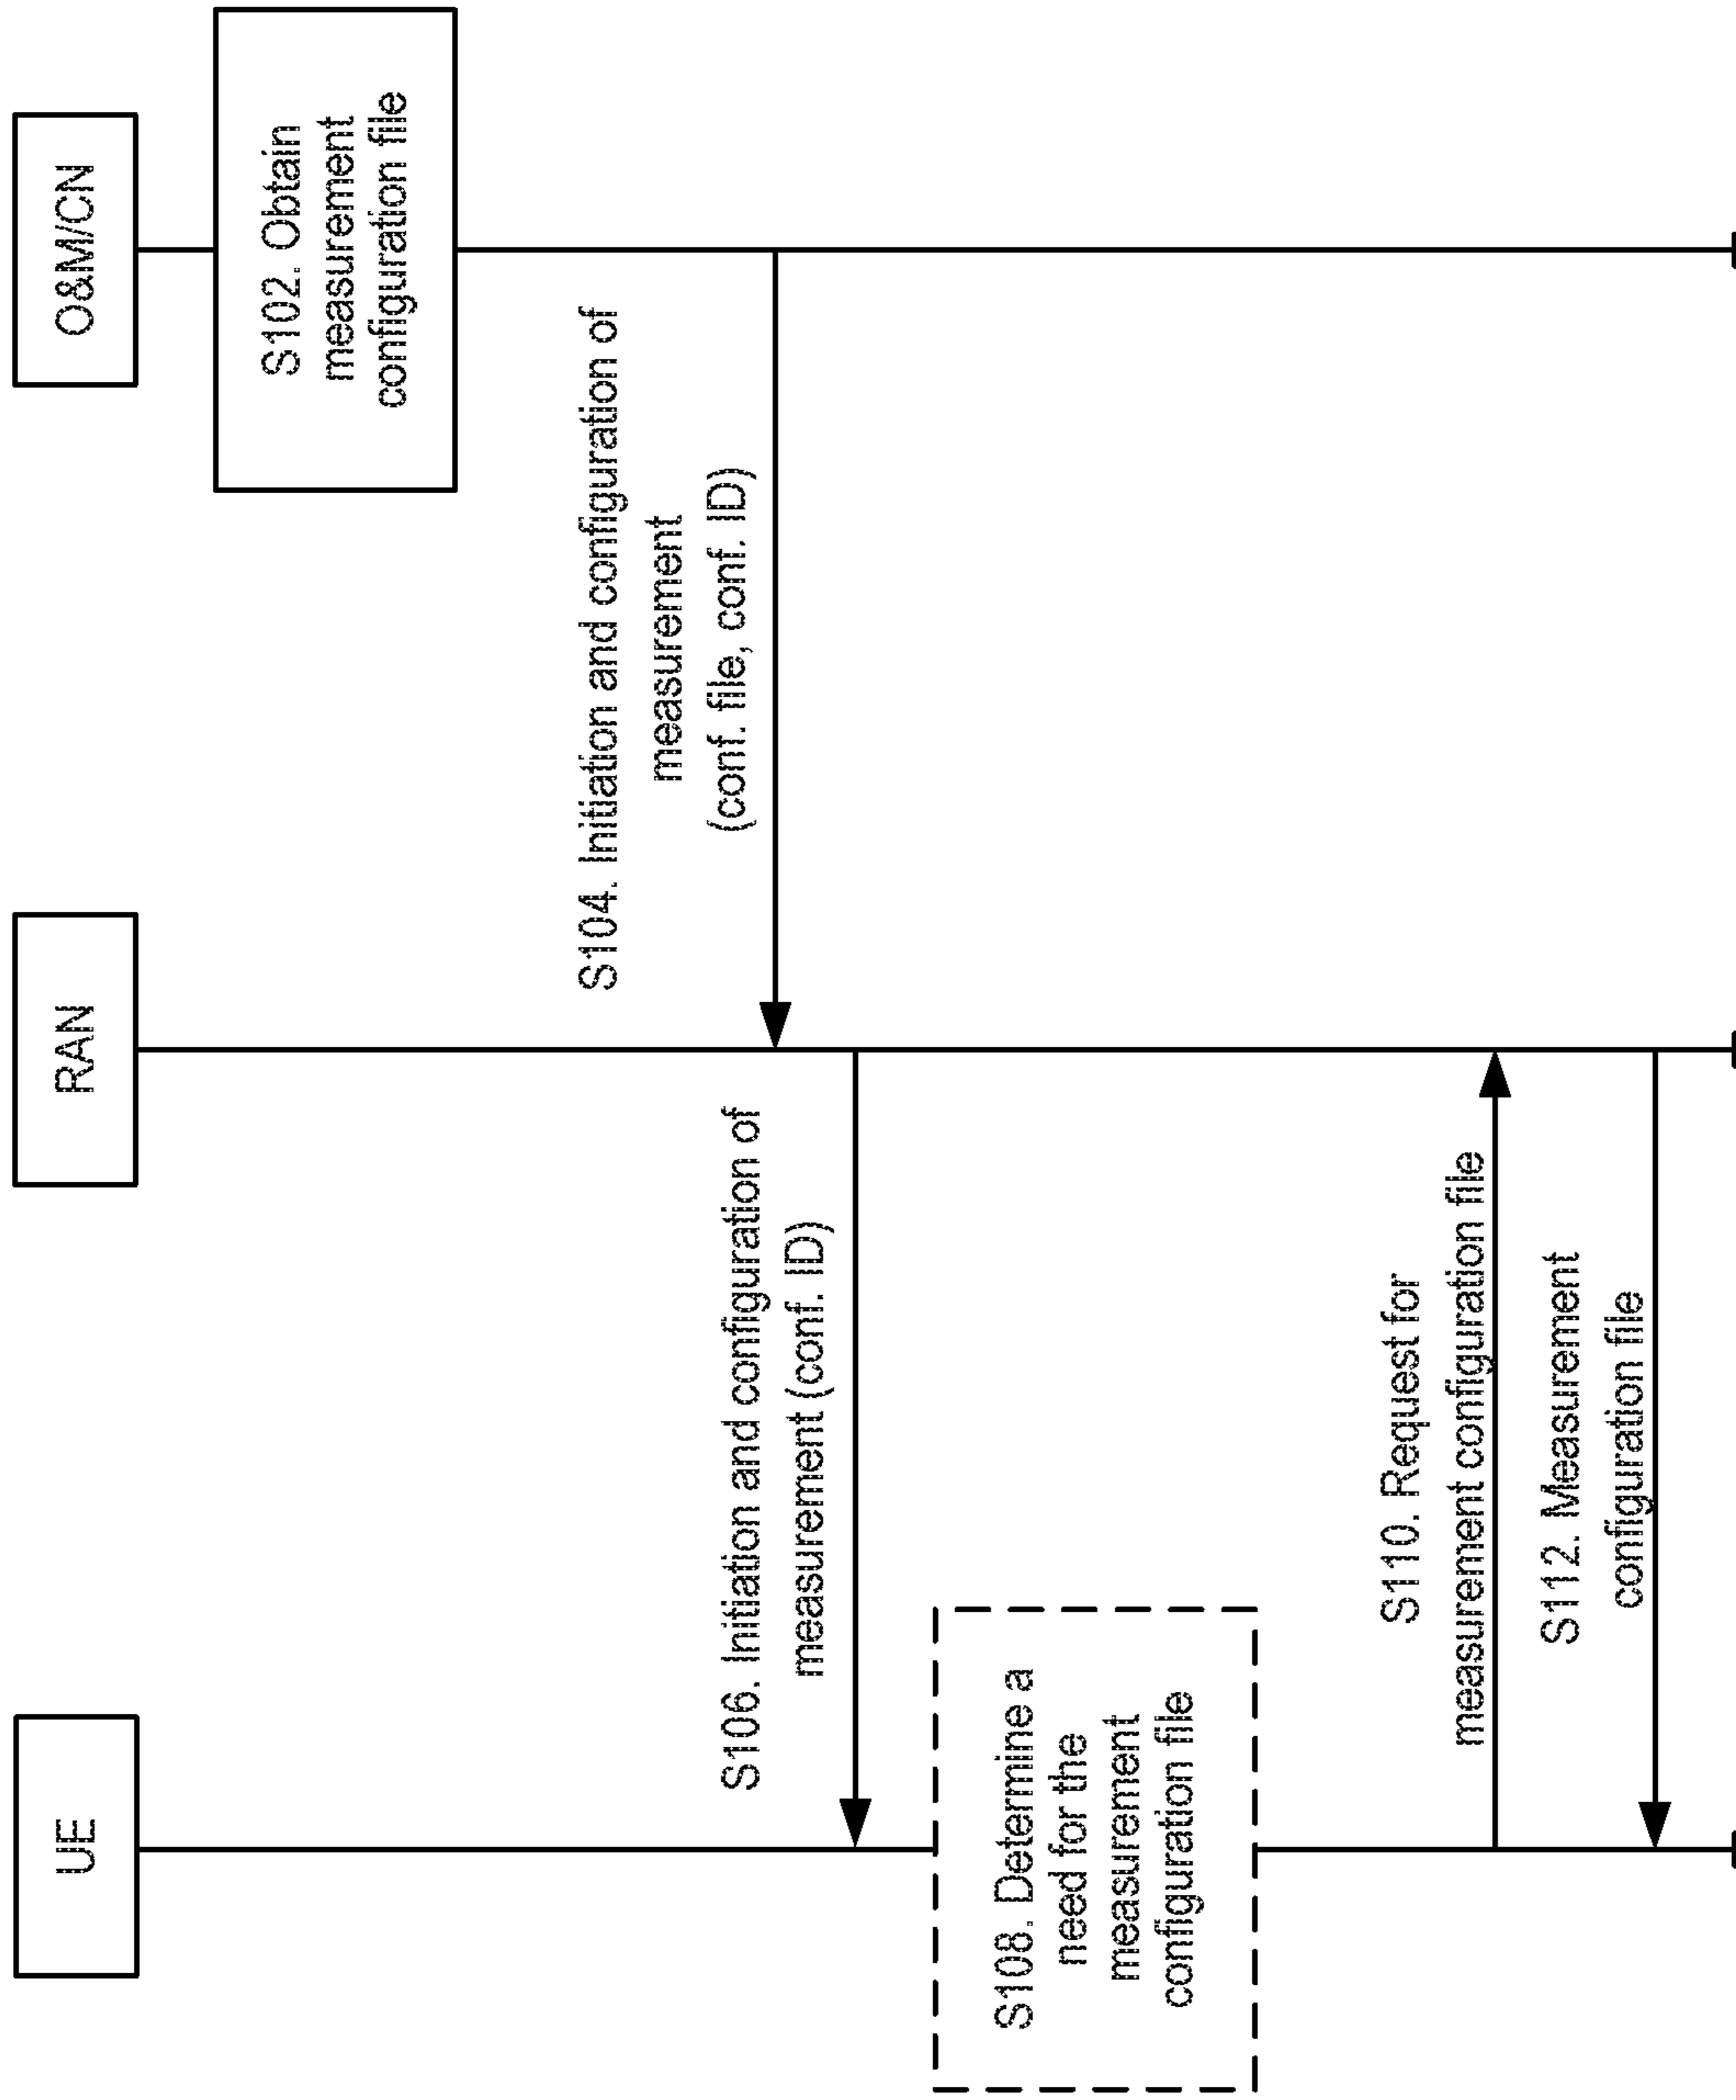 UE
RAN
O&M/CN
S102. Obtain
measurement
configuration file
S104. Initiation and configuration of
measurement
(conf. file, conf. ID)
S106. Initiation and configuration of
measurement (conf. ID)
S108. Determine a
need for the
measurement
configuration file
S110. Request for
measurement configuration file
S112. Measurement
configuration file